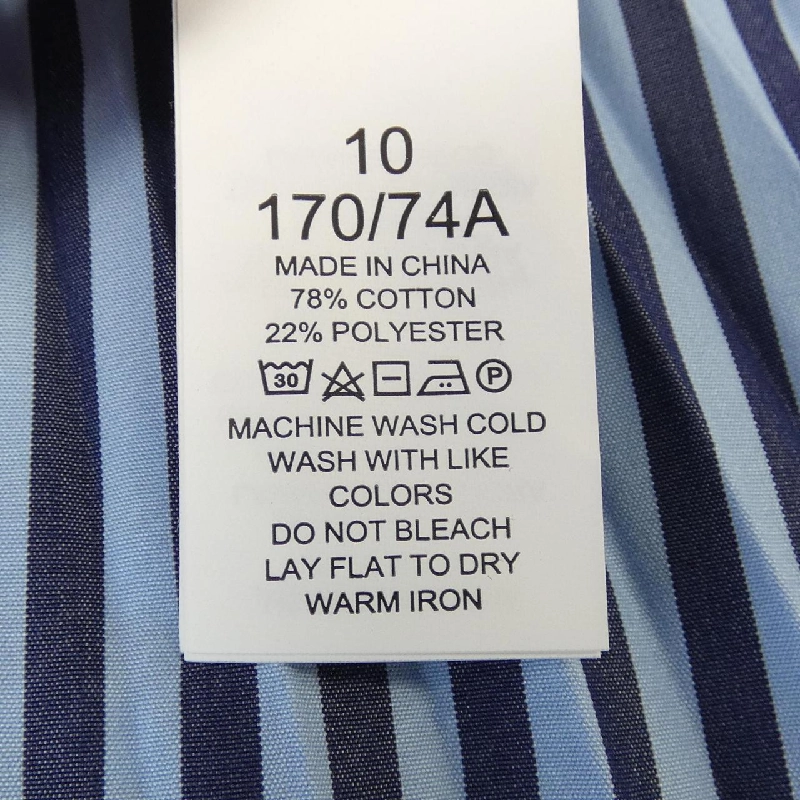 10
170/74A
MADE IN CHINA
78% COTTON
22% POLYESTER
30 P
MACHINE WASH COLD
WASH WITH LIKE
COLORS
DO NOT BLEACH
LAY FLAT TO DRY
WARM IRON